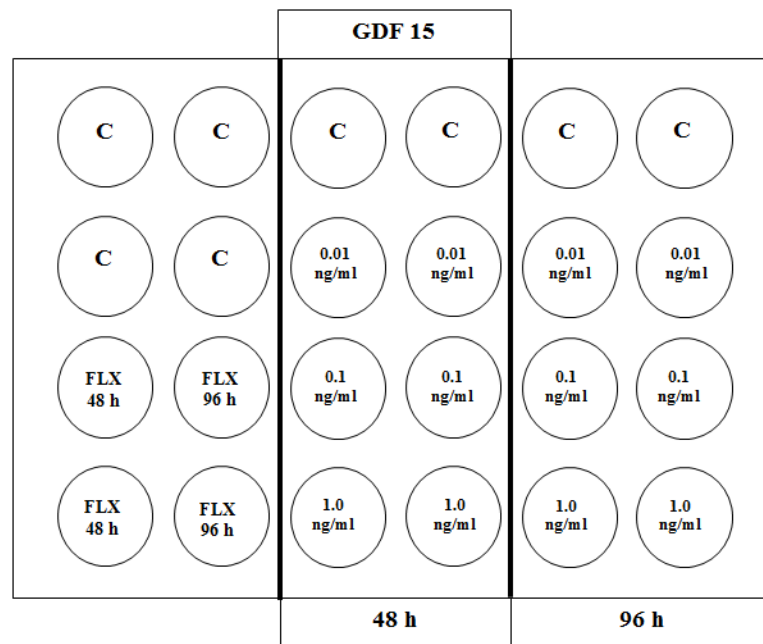 GDF 15
C C C C C C
C C 0.01 0.01 0.01 0.01
ng/ml ng/ml ng/ml ng/ml
FLX FLX 0.1 0.1 0.1 0.1
48 h 96 h ng/ml ng/ml ng/ml ng/ml
FLX FLX 1.0 1.0 1.0 1.0
48 h 96 h ng/ml ng/ml ng/ml ng/ml
48 h 96 h